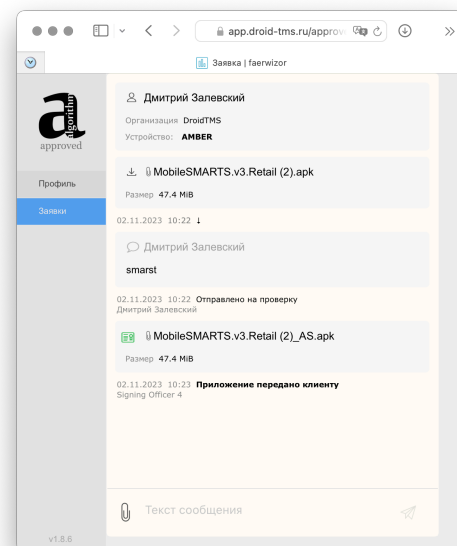 app.droid-tms.ru/approv
Заявка | faerwizor
a
algorithm
approved
Профиль
Заявки
Дмитрий Залевский
Организация DroidTMS
Устройство: AMBER
MobileSMARTS.v3.Retail (2).apk
Размер 47.4 MiB
02.11.2023 10:22 ↓
Дмитрий Залевский
smarst
02.11.2023 10:22 Отправлено на проверку
Дмитрий Залевский
MobileSMARTS.v3.Retail (2)_AS.apk
Размер 47.4 MiB
02.11.2023 10:23 Приложение передано клиенту
Signing Officer 4
Текст сообщения
v1.8.6